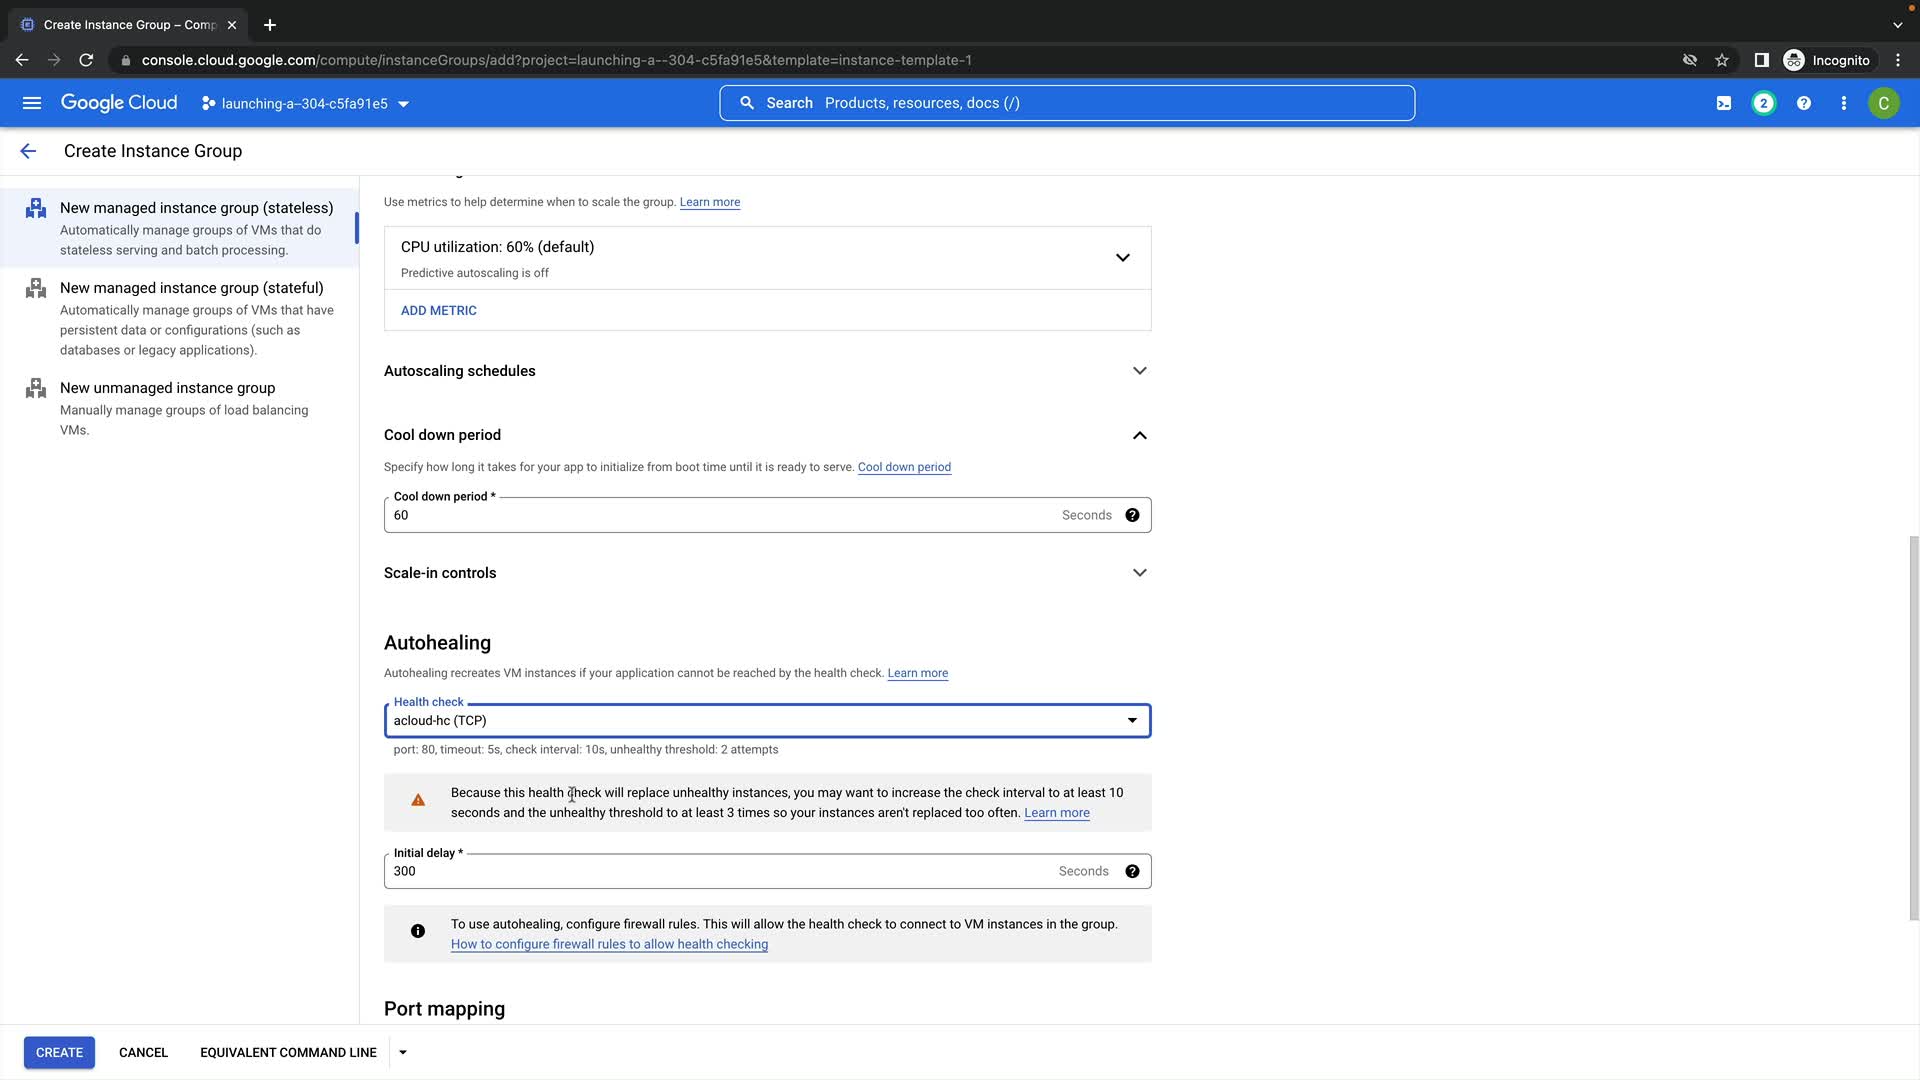 Create Instance Group – Comp
console.cloud.google.com/compute/instanceGroups/add?project=launching-a--304-c5fa91e5&template=instance-template-1
Incognito
Google Cloud
launching-a--304-c5fa91e5
Search Products, resources, docs (/)
2
C
Create Instance Group
New managed instance group (stateless)
Automatically manage groups of VMs that do
stateless serving and batch processing.
New managed instance group (stateful)
Automatically manage groups of VMs that have
persistent data or configurations (such as
databases or legacy applications).
New unmanaged instance group
Manually manage groups of load balancing
VMs.
Use metrics to help determine when to scale the group. Learn more
CPU utilization: 60% (default)
Predictive autoscaling is off
ADD METRIC
Autoscaling schedules
Cool down period
Specify how long it takes for your app to initialize from boot time until it is ready to serve. Cool down period
Cool down period *
60 Seconds
Scale-in controls
Autohealing
Autohealing recreates VM instances if your application cannot be reached by the health check. Learn more
Health check
acloud-hc (TCP)
port: 80, timeout: 5s, check interval: 10s, unhealthy threshold: 2 attempts
Because this health check will replace unhealthy instances, you may want to increase the check interval to at least 10
seconds and the unhealthy threshold to at least 3 times so your instances aren't replaced too often. Learn more
Initial delay *
300 Seconds
To use autohealing, configure firewall rules. This will allow the health check to connect to VM instances in the group.
How to configure firewall rules to allow health checking
Port mapping
CREATE CANCEL EQUIVALENT COMMAND LINE